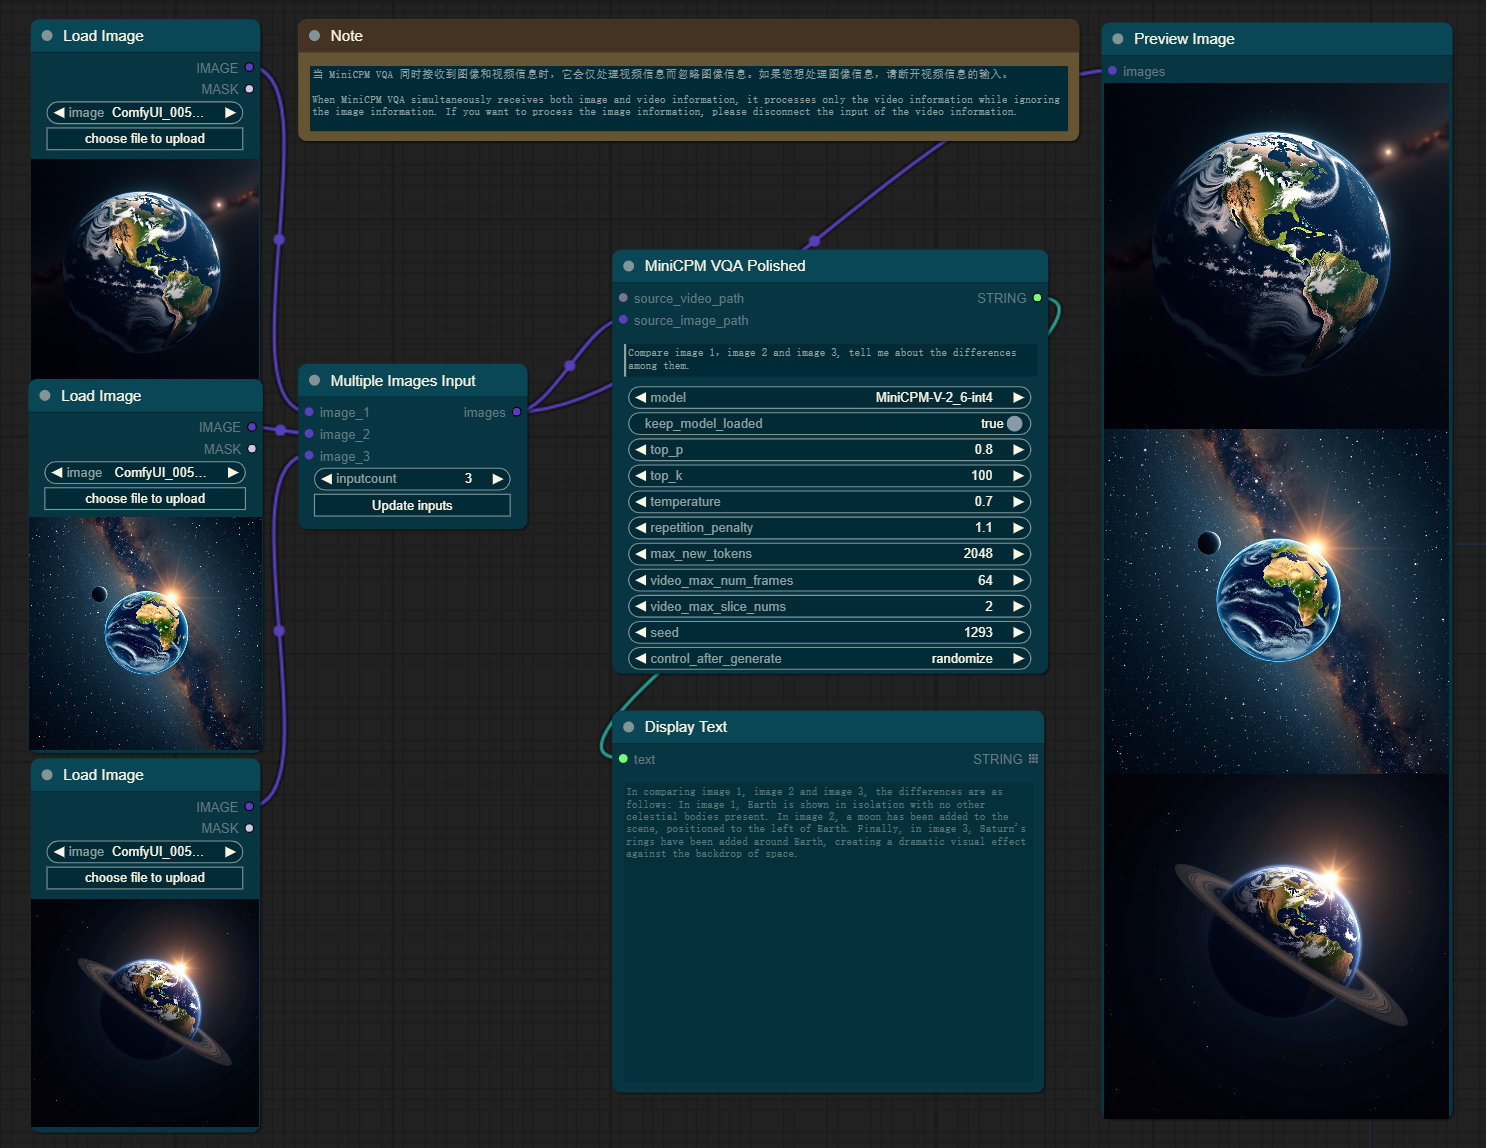 Load Image
IMAGE
MASK
image ComfyUI_005...
choose file to upload
Load Image
IMAGE
MASK
image ComfyUI_005...
choose file to upload
Load Image
IMAGE
MASK
image ComfyUI_005...
choose file to upload
Note
当 MiniCPM VQA 同时接收到图像和视频信息时，它会仅处理视频信息而忽略图像信息。如果您想处理图像信息，请断开视频信息的输入。
When MiniCPM VQA simultaneously receives both image and video information, it processes only the video information while ignoring
the image information. If you want to process the image information, please disconnect the input of the video information.
Multiple Images Input
image_1 images
image_2
image_3
inputcount 3
Update inputs
MiniCPM VQA Polished
source_video_path STRING
source_image_path
Compare image 1, image 2 and image 3, tell me about the differences
among them.
model MiniCPM-V-2_6-int4
keep_model_loaded true
top_p 0.8
top_k 100
temperature 0.7
repetition_penalty 1.1
max_new_tokens 2048
video_max_num_frames 64
video_max_slice_nums 2
seed 1293
control_after_generate randomize
Display Text
text STRING
In comparing image 1, image 2 and image 3, the differences are as
follows: In image 1, Earth is shown in isolation with no other
celestial bodies present. In image 2, a moon has been added to the
scene, positioned to the left of Earth. Finally, in image 3, Saturn's
rings have been added around Earth, creating a dramatic visual effect
against the backdrop of space.
Preview Image
images